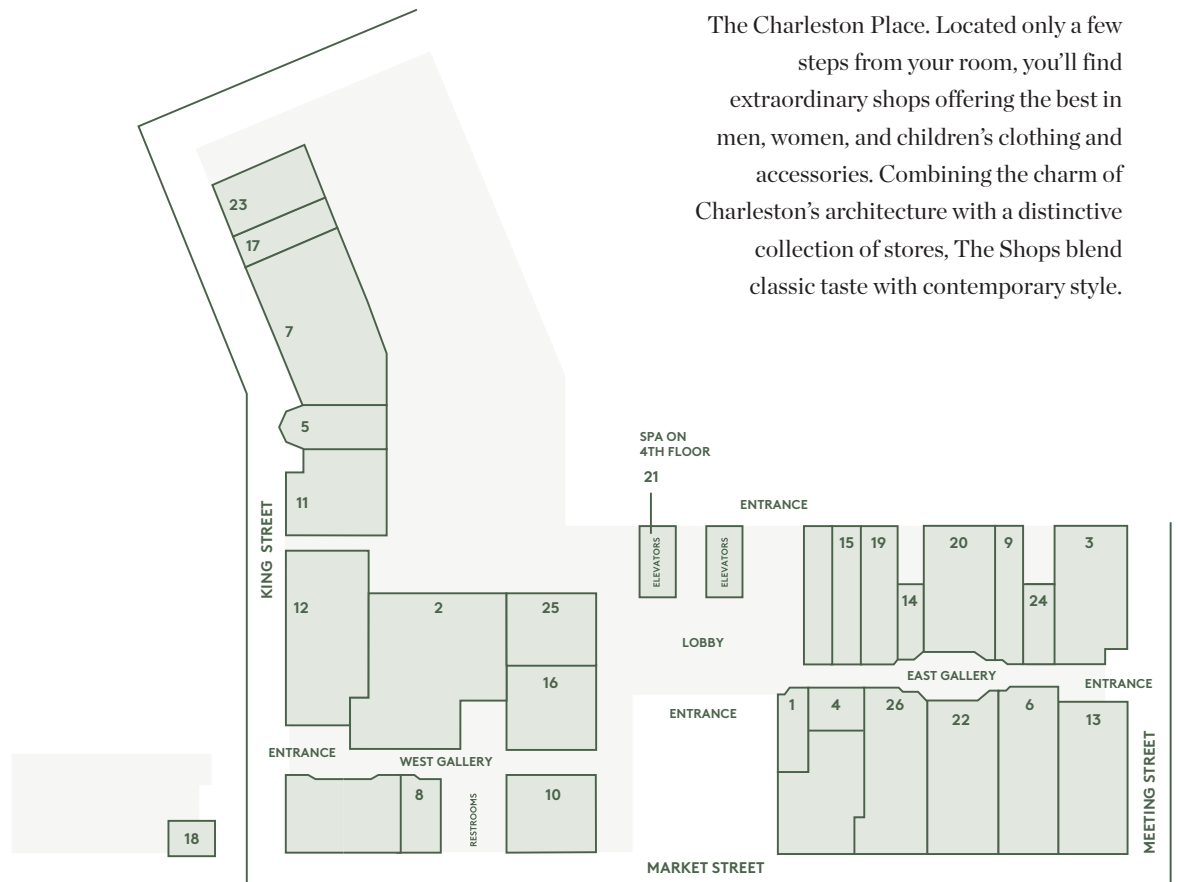 The Charleston Place. Located only a few
steps from your room, you’ll find
extraordinary shops offering the best in
men, women, and children’s clothing and
accessories. Combining the charm of
Charleston’s architecture with a distinctive
collection of stores, The Shops blend
classic taste with contemporary style.
23
17
7
5
11
KING STREET
12
2
25
16
ENTRANCE
WEST GALLERY
8
RESTROOMS
10
18
SPA ON
4TH FLOOR
21
ENTRANCE
ELEVATORS
ELEVATORS
LOBBY
ENTRANCE
15
19
14
20
9
24
3
EAST GALLERY
ENTRANCE
1
4
26
22
6
13
MEETING STREET
MARKET STREET